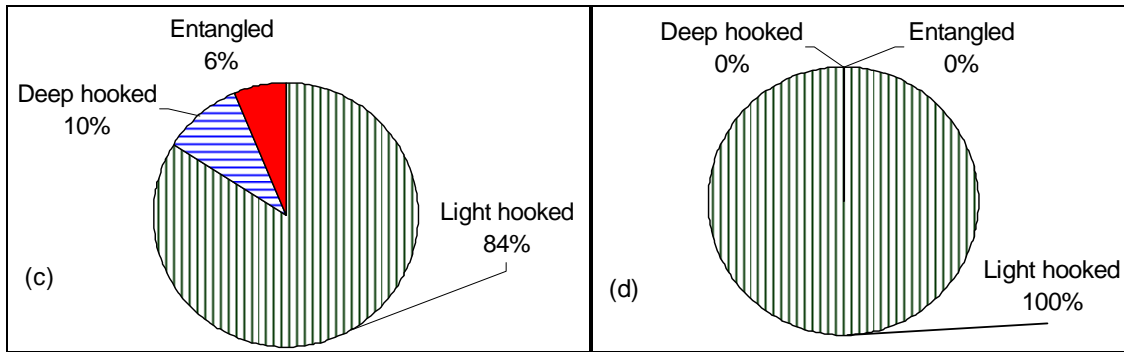 Entangled
6%
Deep hooked
10%
Light hooked
84%
(c)
Deep hooked
0%
Entangled
0%
Light hooked
100%
(d)